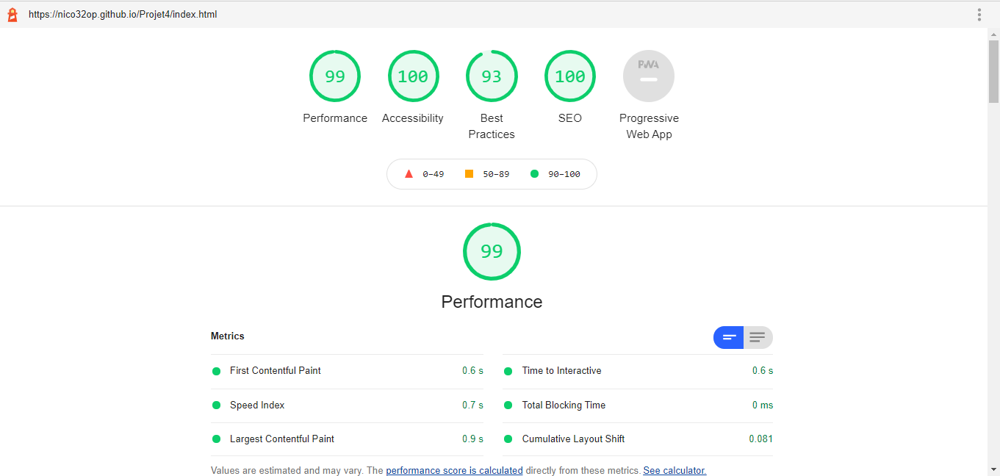 https://nico32op.github.io/Projet4/index.html
99 100 93 100 PWA
Performance Accessibility Best Practices SEO Progressive Web App
0–49 50–89 90–100
99
Performance
Metrics
First Contentful Paint 0.6 s
Time to Interactive 0.6 s
Speed Index 0.7 s
Total Blocking Time 0 ms
Largest Contentful Paint 0.9 s
Cumulative Layout Shift 0.081
Values are estimated and may vary. The performance score is calculated directly from these metrics. See calculator.